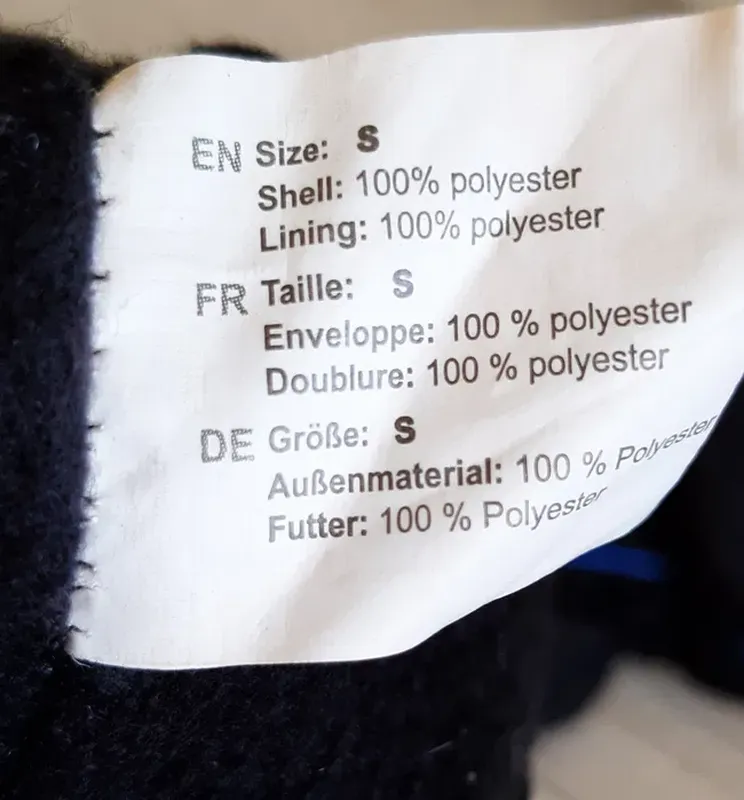 EN Size: S
Shell: 100% polyester
Lining: 100% polyester
FR Taille: S
Enveloppe: 100 % polyester
Doublure: 100 % polyester
DE Größe: S
Außenmaterial: 100 % Polyester
Futter: 100 % Polyester